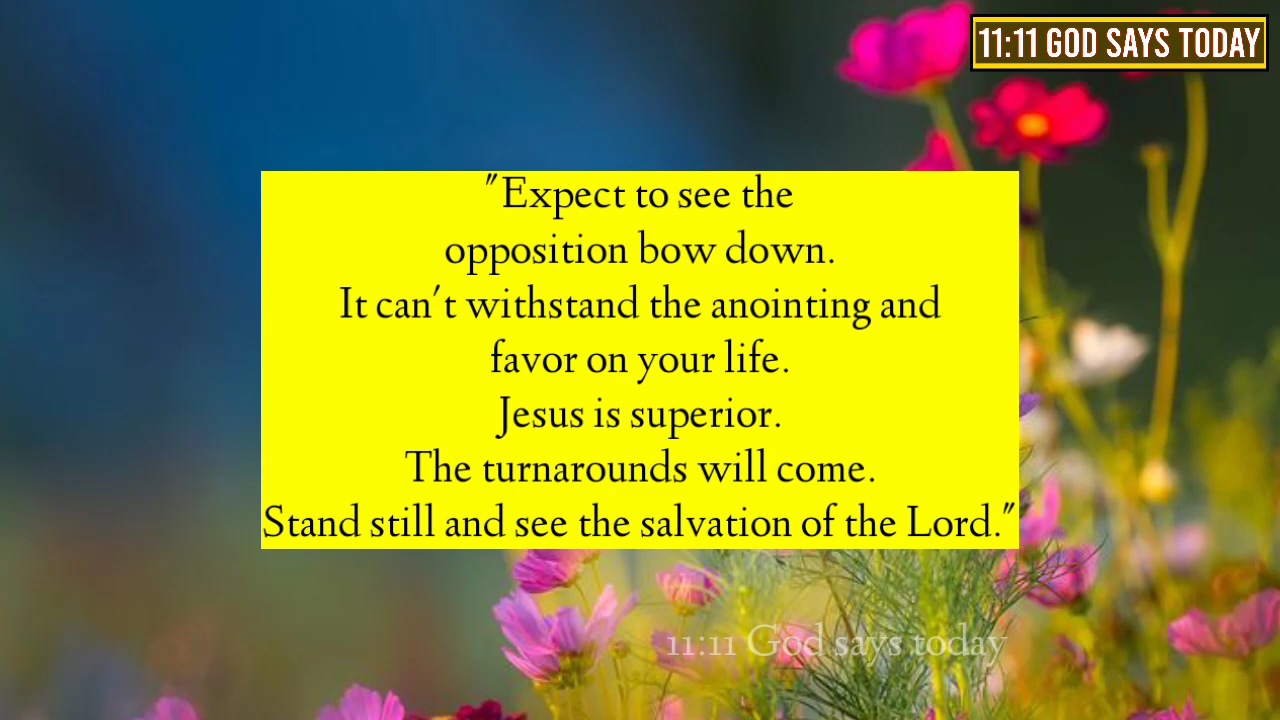 11:11 GOD SAYS TODAY
"Expect to see the
opposition bow down.
It can't withstand the anointing and
favor on your life.
Jesus is superior.
The turnarounds will come.
Stand still and see the salvation of the Lord."
11:11 God says today